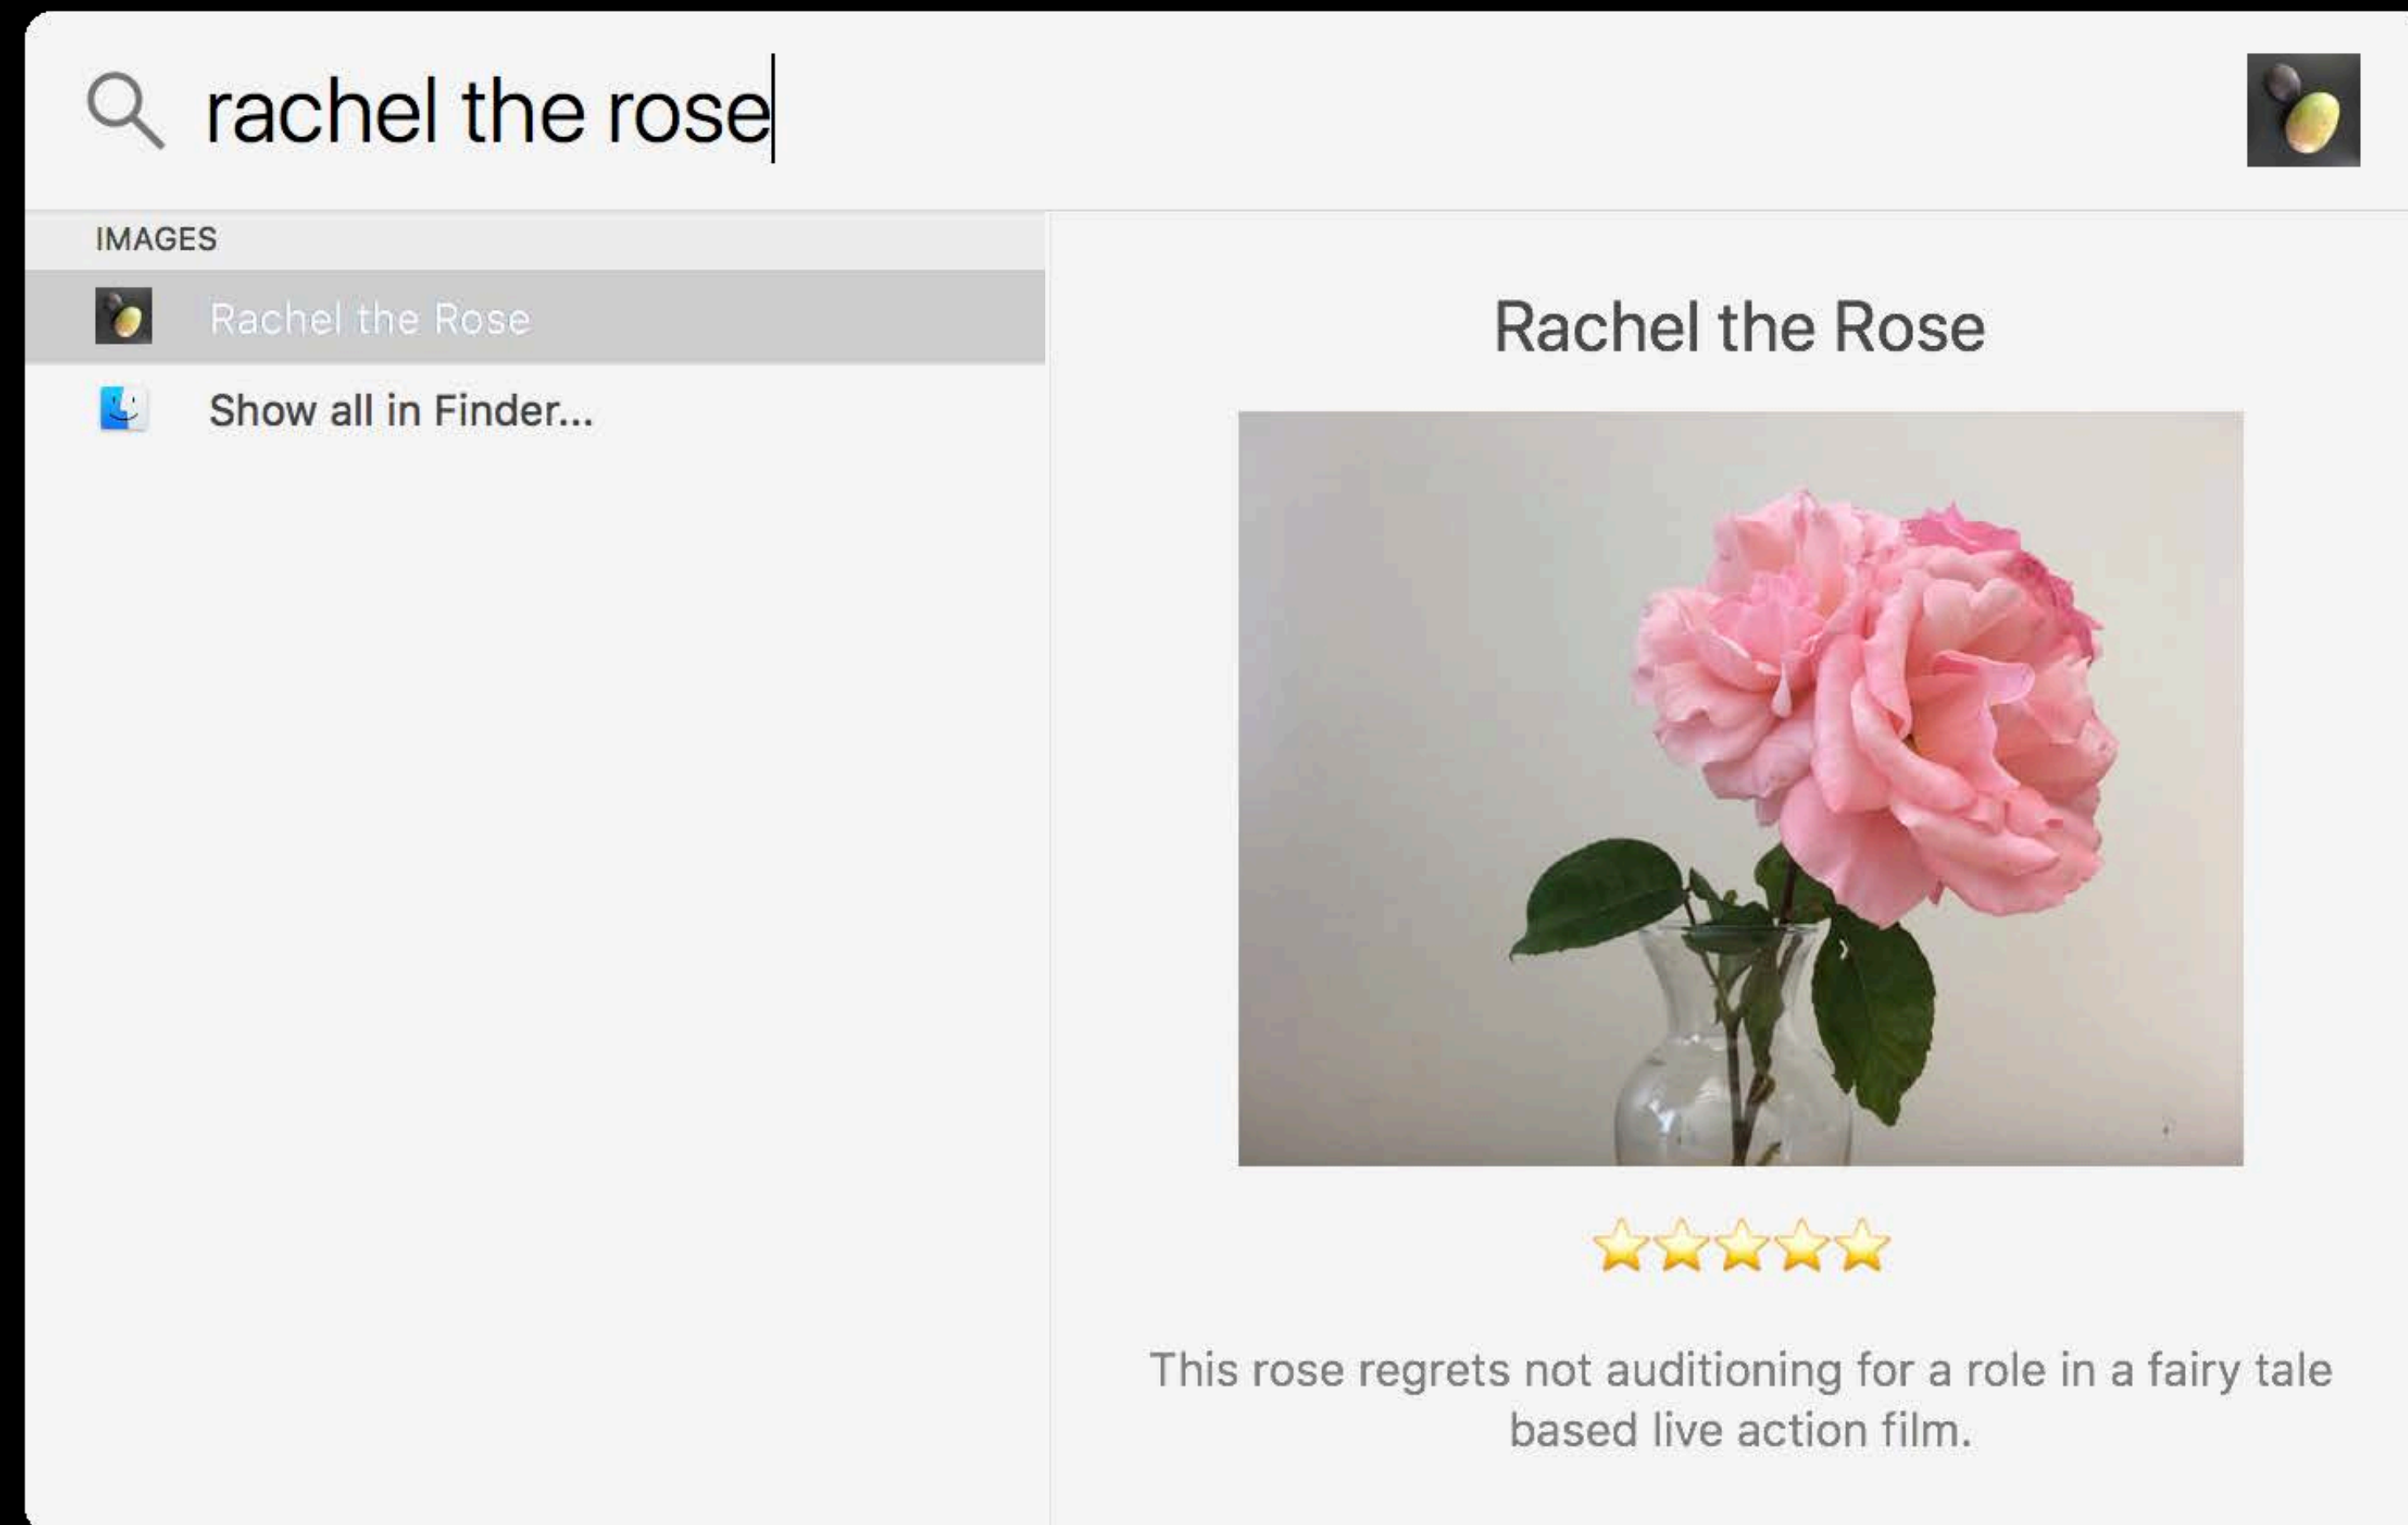 rachel the rose
IMAGES
Rachel the Rose
Show all in Finder...
Rachel the Rose
This rose regrets not auditioning for a role in a fairy tale
based live action film.